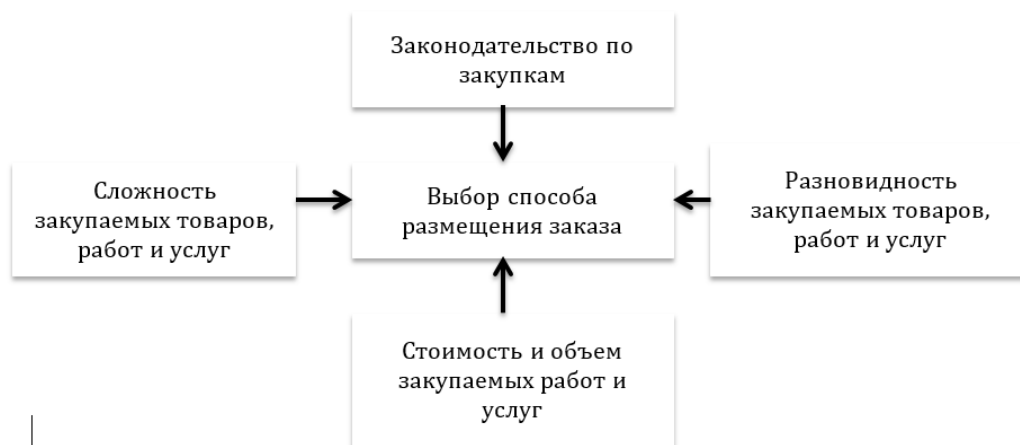 Законодательство по
закупкам
Сложность
закупаемых товаров,
работ и услуг
Выбор способа
размещения заказа
Разновидность
закупаемых товаров,
работ и услуг
Стоимость и объем
закупаемых работ и
услуг